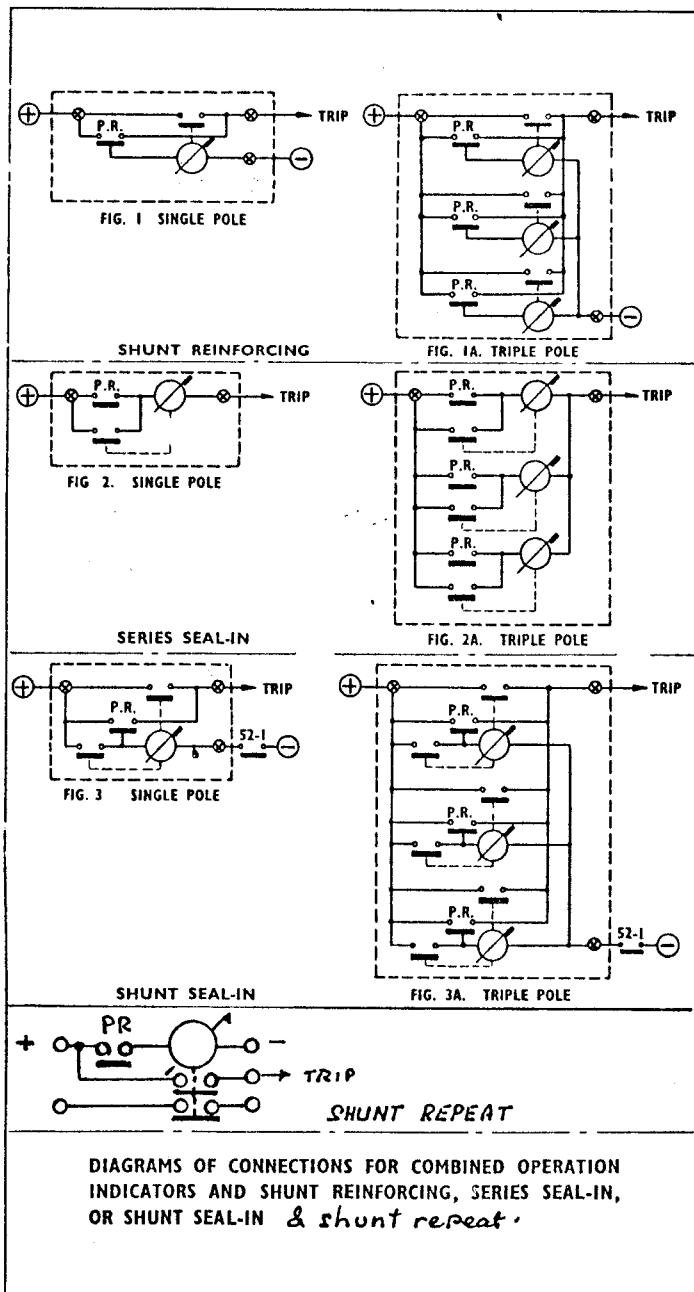 P.R.
TRIP
FIG. 1 SINGLE POLE
P.R
TRIP
P.R.
P.R.
SHUNT REINFORCING
FIG. 1A. TRIPLE POLE
P.R.
TRIP
FIG 2. SINGLE POLE
P.R.
TRIP
P.R.
P.R.
SERIES SEAL-IN
FIG. 2A. TRIPLE POLE
TRIP
P.R.
52-1
FIG. 3 SINGLE POLE
TRIP
P.R.
P.R.
P.R.
52-1
SHUNT SEAL-IN
FIG. 3A. TRIPLE POLE
PR
+ -
TRIP
SHUNT REPEAT
DIAGRAMS OF CONNECTIONS FOR COMBINED OPERATION
INDICATORS AND SHUNT REINFORCING, SERIES SEAL-IN,
OR SHUNT SEAL-IN & shunt repeat.